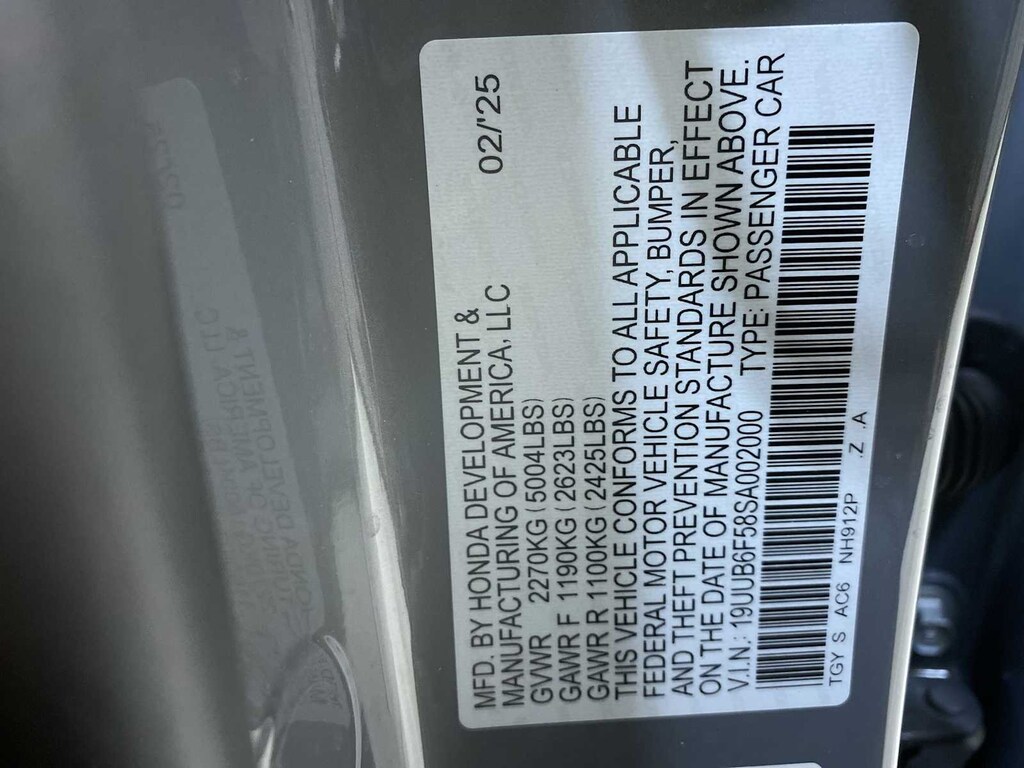 MFD. BY HONDA DEVELOPMENT & 02/'25
MANUFACTURING OF AMERICA, LLC
GVWR 2270KG (5004LBS)
GAWR F 1190KG (2623LBS)
GAWR R 1100KG (2425LBS)
THIS VEHICLE CONFORMS TO ALL APPLICABLE
FEDERAL MOTOR VEHICLE SAFETY, BUMPER,
AND THEFT PREVENTION STANDARDS IN EFFECT
ON THE DATE OF MANUFACTURE SHOWN ABOVE.
V.I.N.: 19UUB6F58SA002000 TYPE: PASSENGER CAR
TGY S AC6 NH912P .Z .A